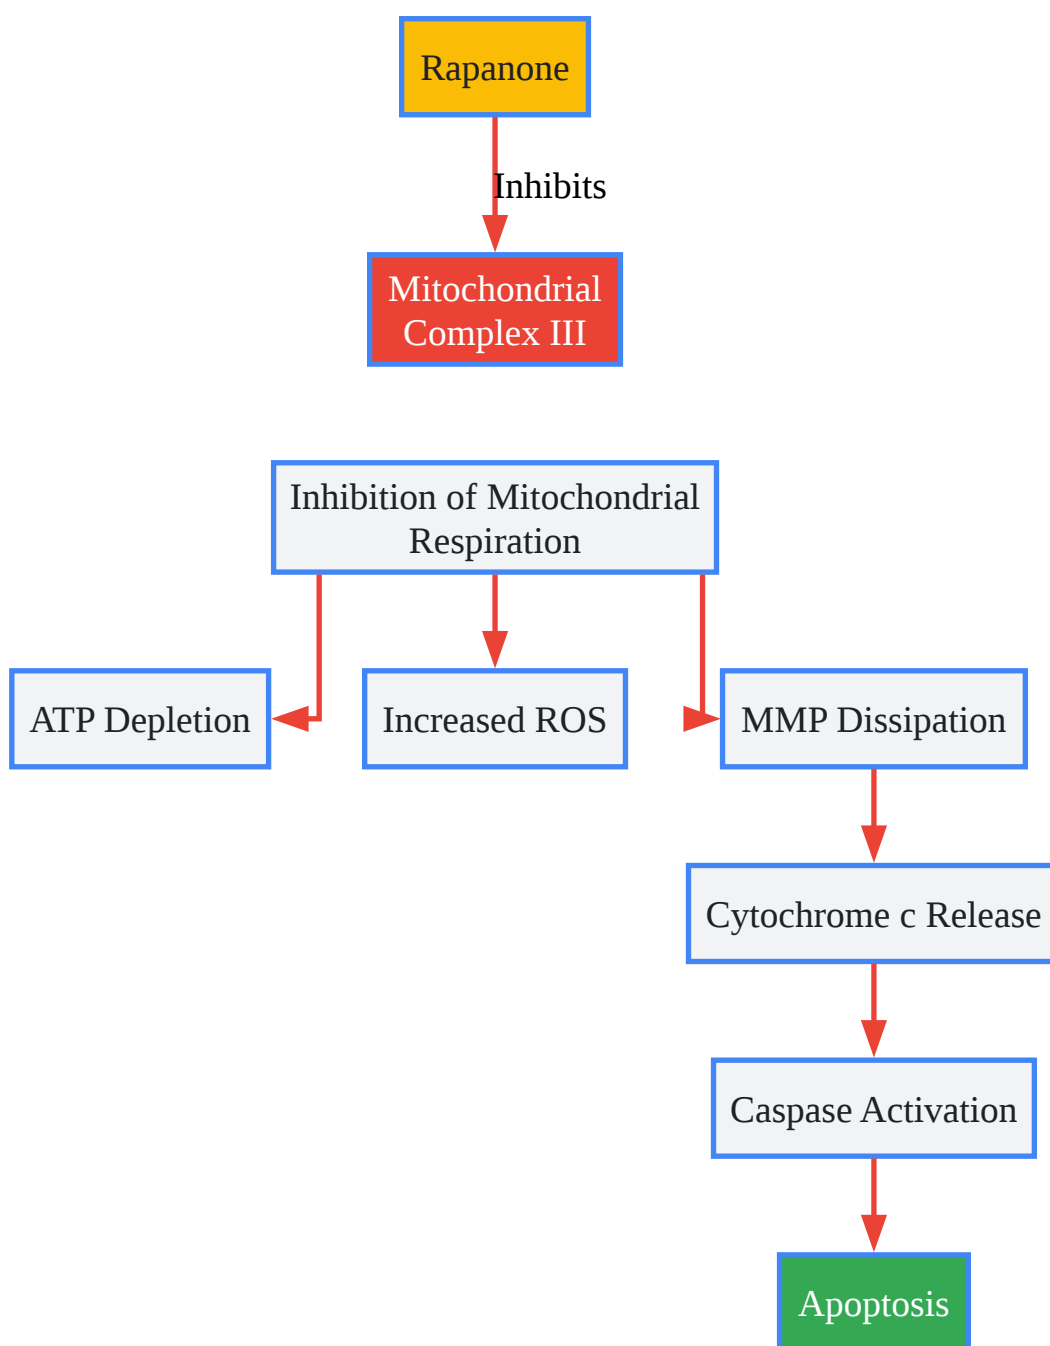 Rapanone
Inhibits
Mitochondrial
Complex III
Inhibition of Mitochondrial
Respiration
ATP Depletion
Increased ROS
MMP Dissipation
Cytochrome c Release
Caspase Activation
Apoptosis